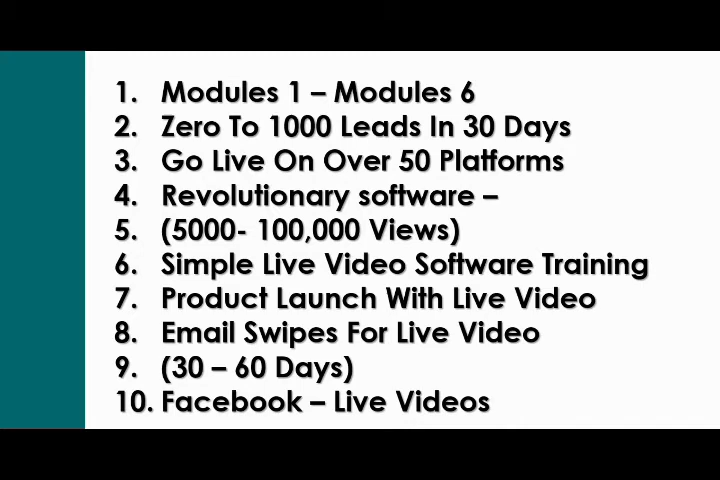 1. Modules 1 – Modules 6
2. Zero To 1000 Leads In 30 Days
3. Go Live On Over 50 Platforms
4. Revolutionary software –
5. (5000- 100,000 Views)
6. Simple Live Video Software Training
7. Product Launch With Live Video
8. Email Swipes For Live Video
9. (30 – 60 Days)
10. Facebook – Live Videos